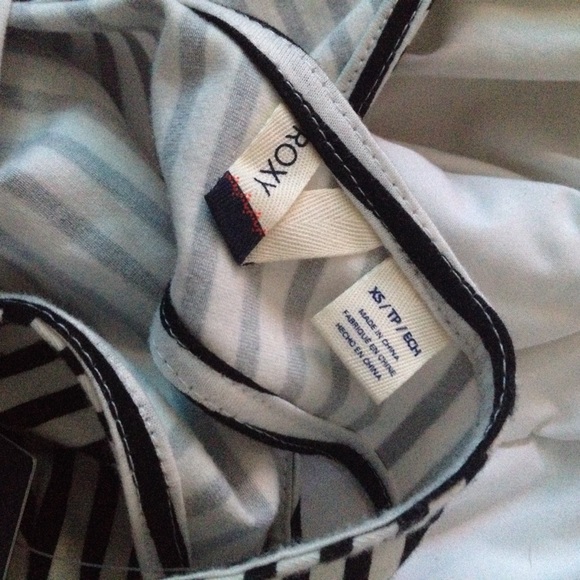 ROXY
XS / TP / ECH
MADE IN CHINA
FABRIQUÉ EN CHINE
HECHO EN CHINA